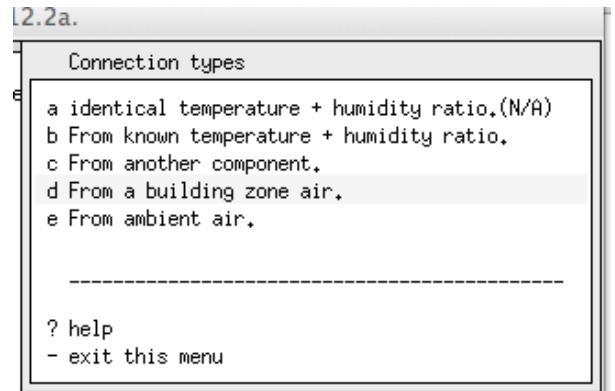 12.2a.
Connection types
e
a identical temperature + humidity ratio.(N/A)
b From known temperature + humidity ratio.
c From another component.
d From a building zone air.
e From ambient air.
? help
- exit this menu